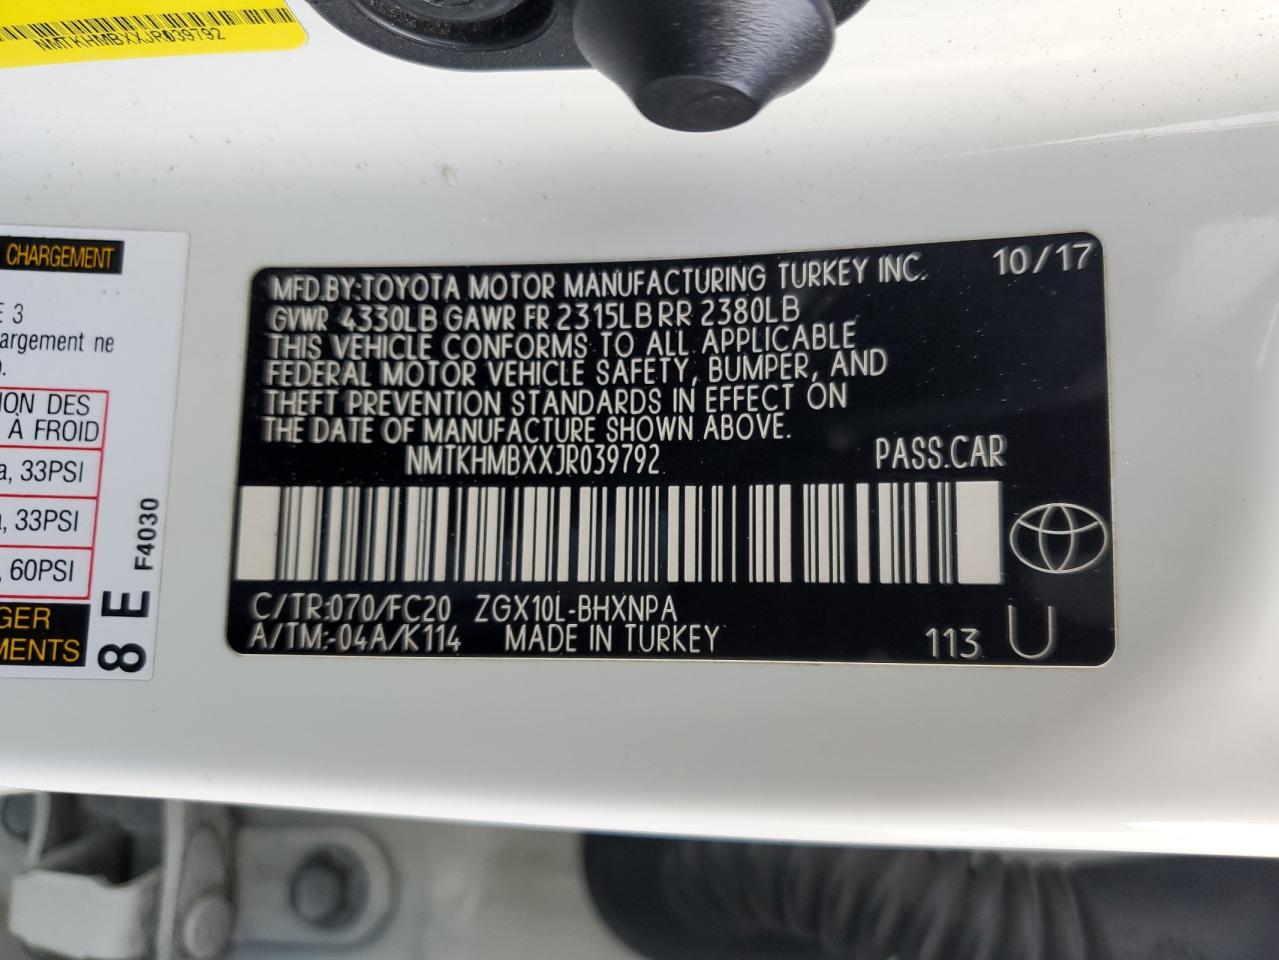 NMTKHMBXXJR039792
CHARGEMENT
E 3
argement ne
ION DES
À FROID
a, 33PSI
, 33PSI
, 60PSI
GER
MENTS
8 E
F4030
MFD.BY:TOYOTA MOTOR MANUFACTURING TURKEY INC. 10/17
GVWR 4330LB GAWR FR 2315LB RR 2380LB
THIS VEHICLE CONFORMS TO ALL APPLICABLE
FEDERAL MOTOR VEHICLE SAFETY, BUMPER, AND
THEFT PREVENTION STANDARDS IN EFFECT ON
THE DATE OF MANUFACTURE SHOWN ABOVE.
NMTKHMBXXJR039792 PASS.CAR
C/TR:070/FC20 ZGX10L-BHXNPA
A/TM:-04A/K114 MADE IN TURKEY 113 U